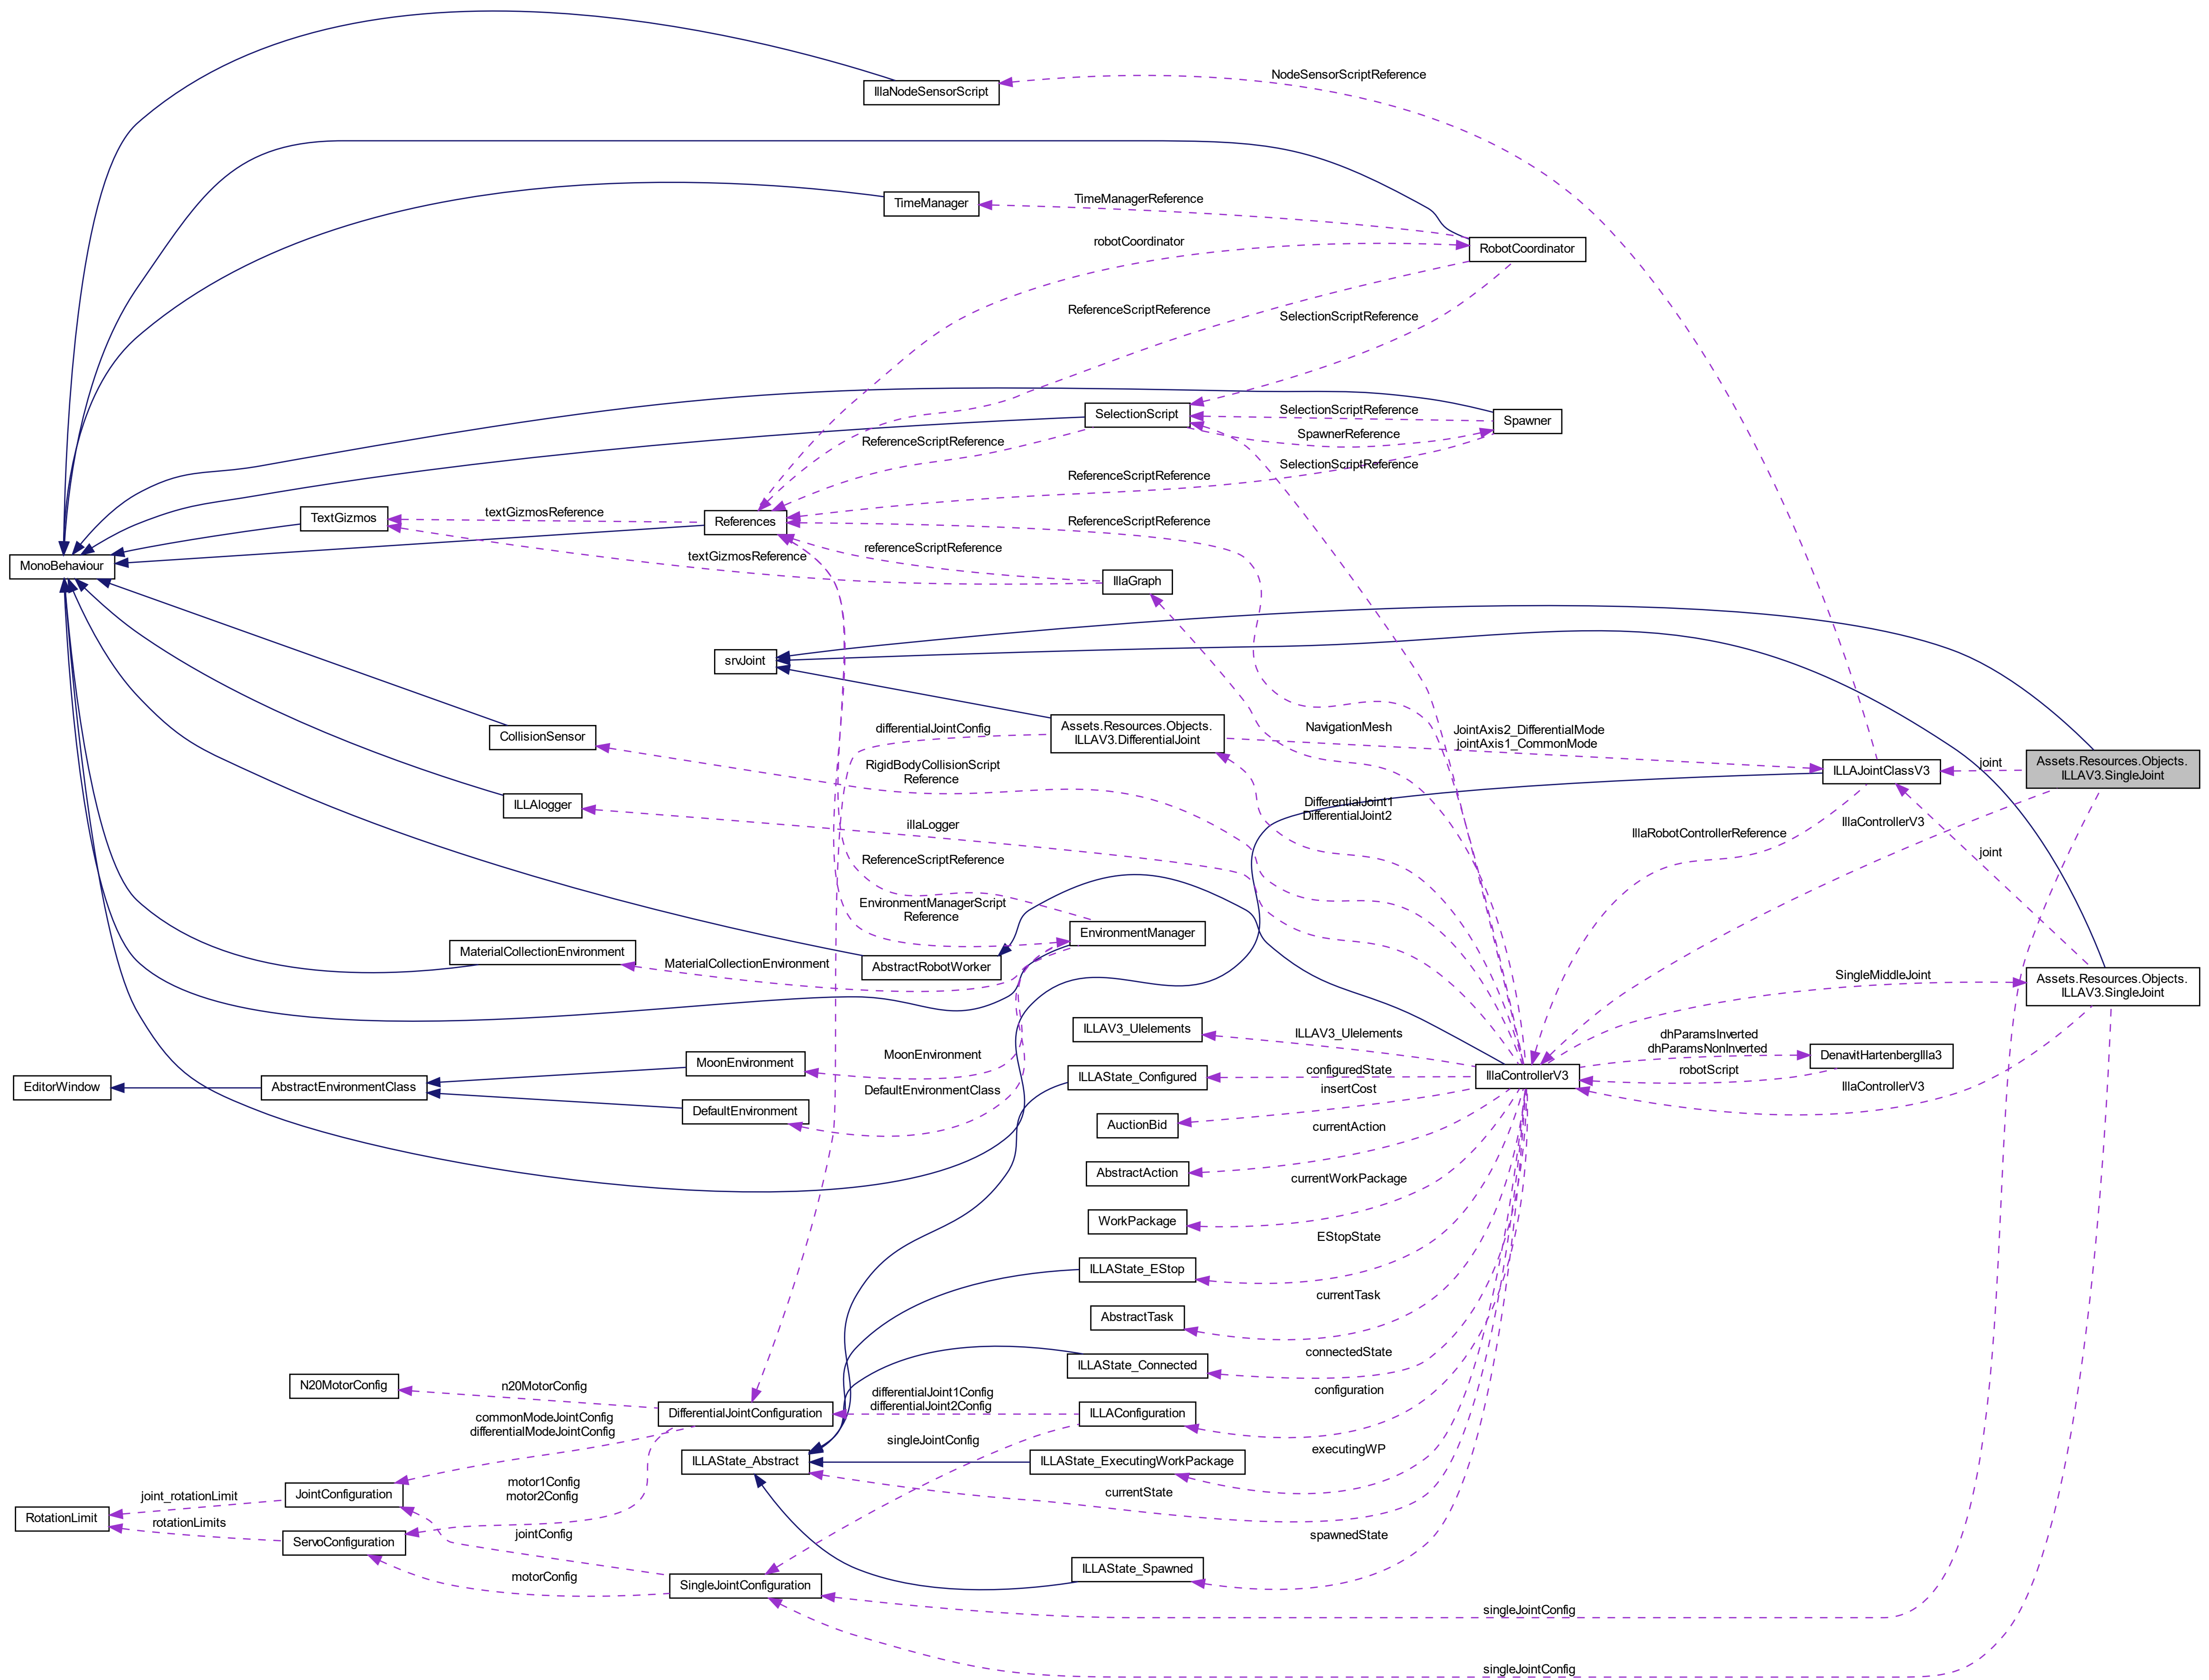 NodeSensorScriptReference
IllaNodeSensorScript
TimeManagerReference
TimeManager
robotCoordinator
RobotCoordinator
ReferenceScriptReference
SelectionScriptReference
SelectionScript
SelectionScriptReference
Spawner
SpawnerReference
ReferenceScriptReference
SelectionScriptReference
ReferenceScriptReference
TextGizmos
textGizmosReference
References
ReferenceScriptReference
referenceScriptReference
textGizmosReference
MonoBehaviour
IllaGraph
srvJoint
differentialJointConfig
Assets.Resources.Objects.
ILLAV3.DifferentialJoint
NavigationMesh
JointAxis2_DifferentialMode
jointAxis1_CommonMode
CollisionSensor
RigidBodyCollisionScript
Reference
ILLAJointClassV3
joint
Assets.Resources.Objects.
ILLAV3.SingleJoint
ILLAlogger
illaLogger
DifferentialJoint1
DifferentialJoint2
IllaRobotControllerReference
IllaControllerV3
ReferenceScriptReference
joint
EnvironmentManagerScript
Reference
EnvironmentManager
MaterialCollectionEnvironment
MaterialCollectionEnvironment
AbstractRobotWorker
SingleMiddleJoint
Assets.Resources.Objects.
ILLAV3.SingleJoint
ILLAV3_UIelements
ILLAV3_UIelements
dhParamsInverted
dhParamsNonInverted
DenavitHartenbergIlla3
MoonEnvironment
MoonEnvironment
ILLAState_Configured
configuredState
IllaControllerV3
robotScript
EditorWindow
AbstractEnvironmentClass
DefaultEnvironmentClass
insertCost
IllaControllerV3
DefaultEnvironment
AuctionBid
currentAction
AbstractAction
currentWorkPackage
WorkPackage
EStopState
ILLAState_EStop
currentTask
AbstractTask
connectedState
ILLAState_Connected
N20MotorConfig
n20MotorConfig
differentialJoint1Config
differentialJoint2Config
configuration
DifferentialJointConfiguration
ILLAConfiguration
commonModeJointConfig
differentialModeJointConfig
singleJointConfig
executingWP
ILLAState_Abstract
ILLAState_ExecutingWorkPackage
motor1Config
motor2Config
currentState
JointConfiguration
joint_rotationLimit
RotationLimit
rotationLimits
jointConfig
spawnedState
ServoConfiguration
motorConfig
ILLAState_Spawned
SingleJointConfiguration
singleJointConfig
singleJointConfig